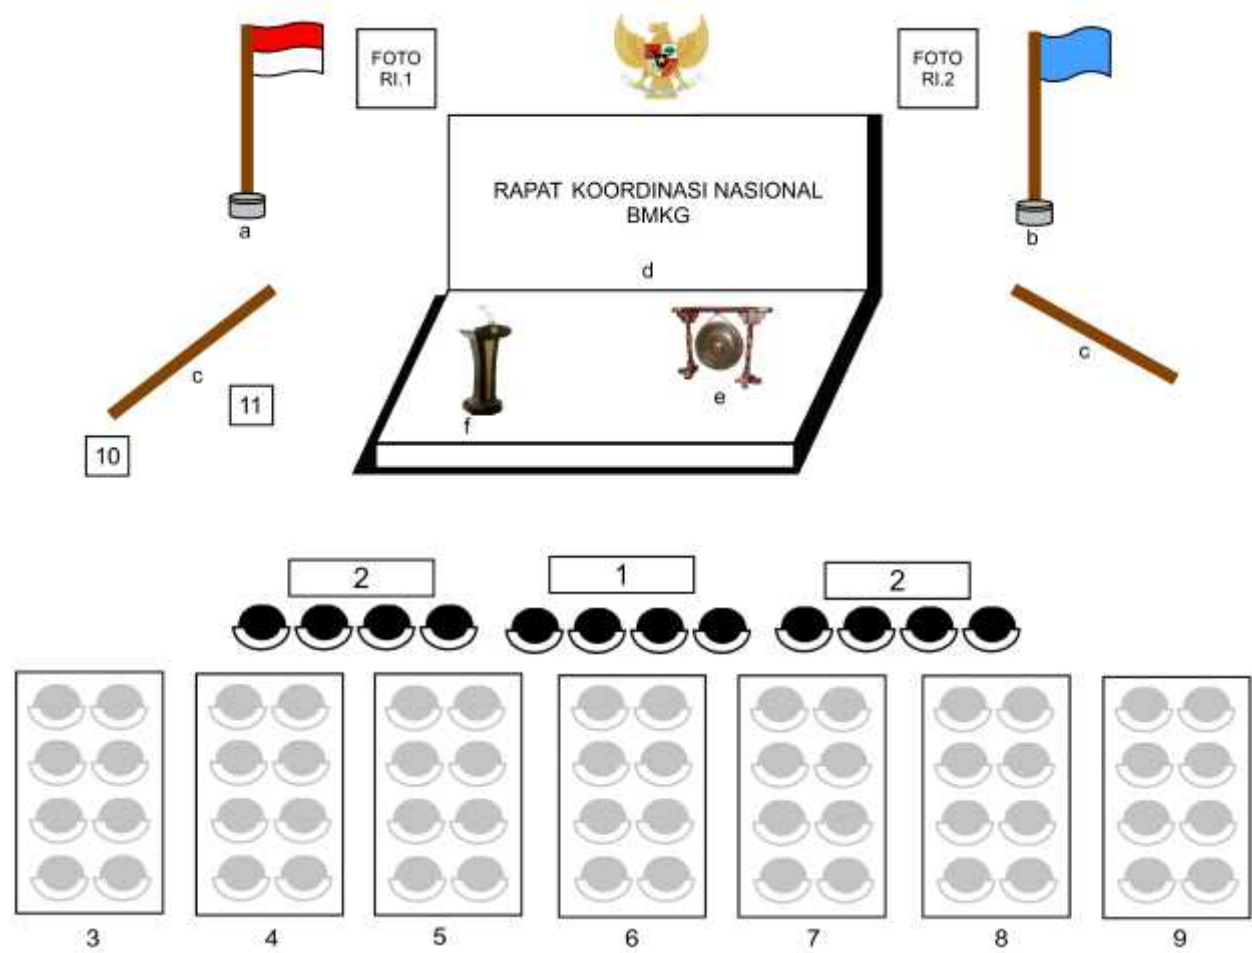 FOTO
RI.1
FOTO
RI.2
RAPAT KOORDINASI NASIONAL
BMKG
a
b
d
c
c
e
f
11
10
2
1
2
3
4
5
6
7
8
9